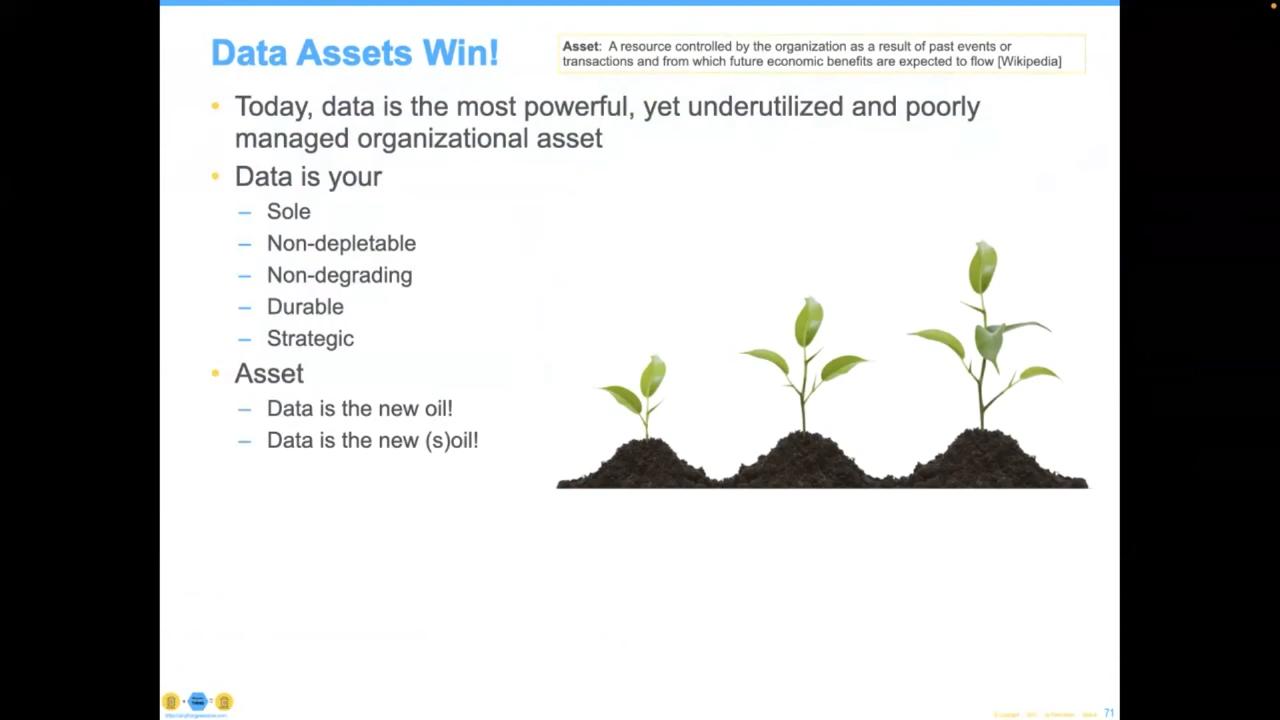 Data Assets Win!
Asset: A resource controlled by the organization as a result of past events or
transactions and from which future economic benefits are expected to flow [Wikipedia]
• Today, data is the most powerful, yet underutilized and poorly
managed organizational asset
• Data is your
– Sole
– Non-depletable
– Non-degrading
– Durable
– Strategic
• Asset
– Data is the new oil!
– Data is the new (s)oil!
71